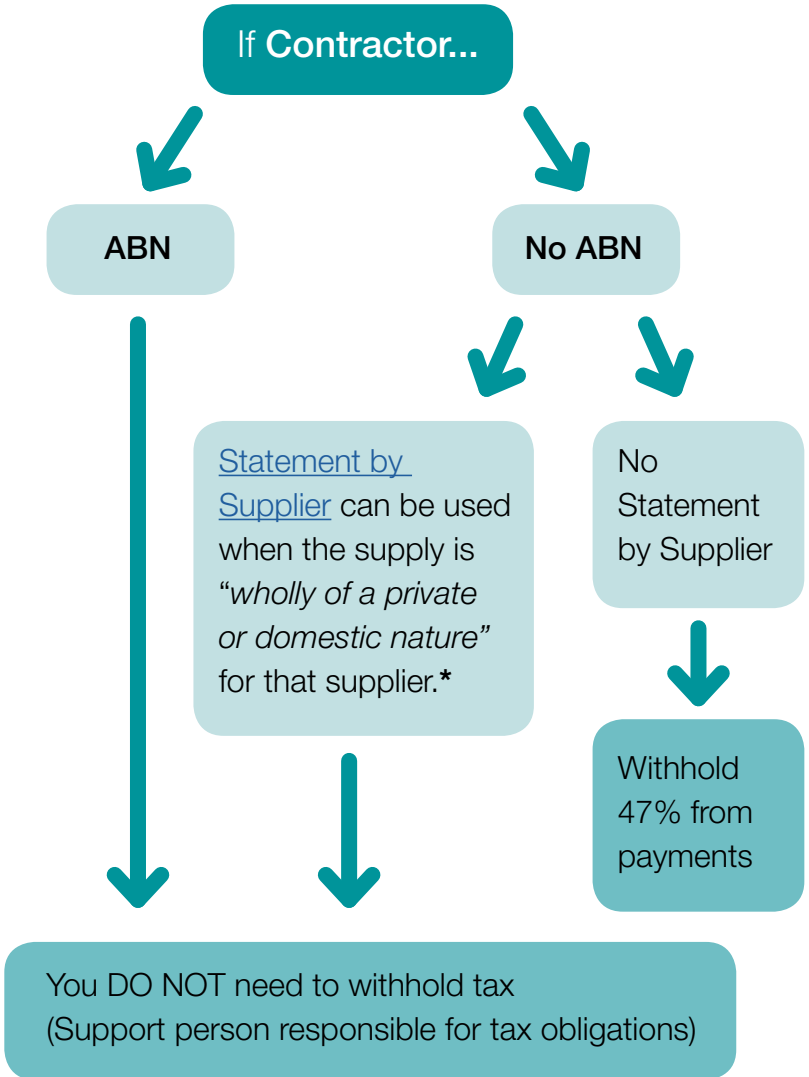 If Contractor...
ABN
No ABN
Statement by
Supplier can be used
when the supply is
“wholly of a private
or domestic nature”
for that supplier.*
No
Statement
by Supplier
Withhold
47% from
payments
You DO NOT need to withhold tax
(Support person responsible for tax obligations)